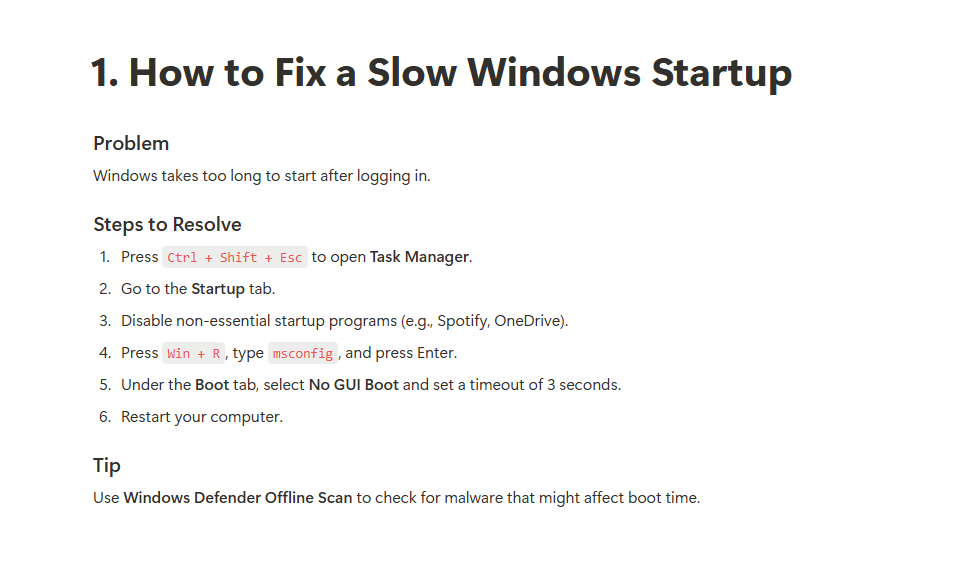 1. How to Fix a Slow Windows Startup
Problem
Windows takes too long to start after logging in.
Steps to Resolve
1. Press Ctrl + Shift + Esc to open Task Manager.
2. Go to the Startup tab.
3. Disable non-essential startup programs (e.g., Spotify, OneDrive).
4. Press Win + R, type msconfig, and press Enter.
5. Under the Boot tab, select No GUI Boot and set a timeout of 3 seconds.
6. Restart your computer.
Tip
Use Windows Defender Offline Scan to check for malware that might affect boot time.